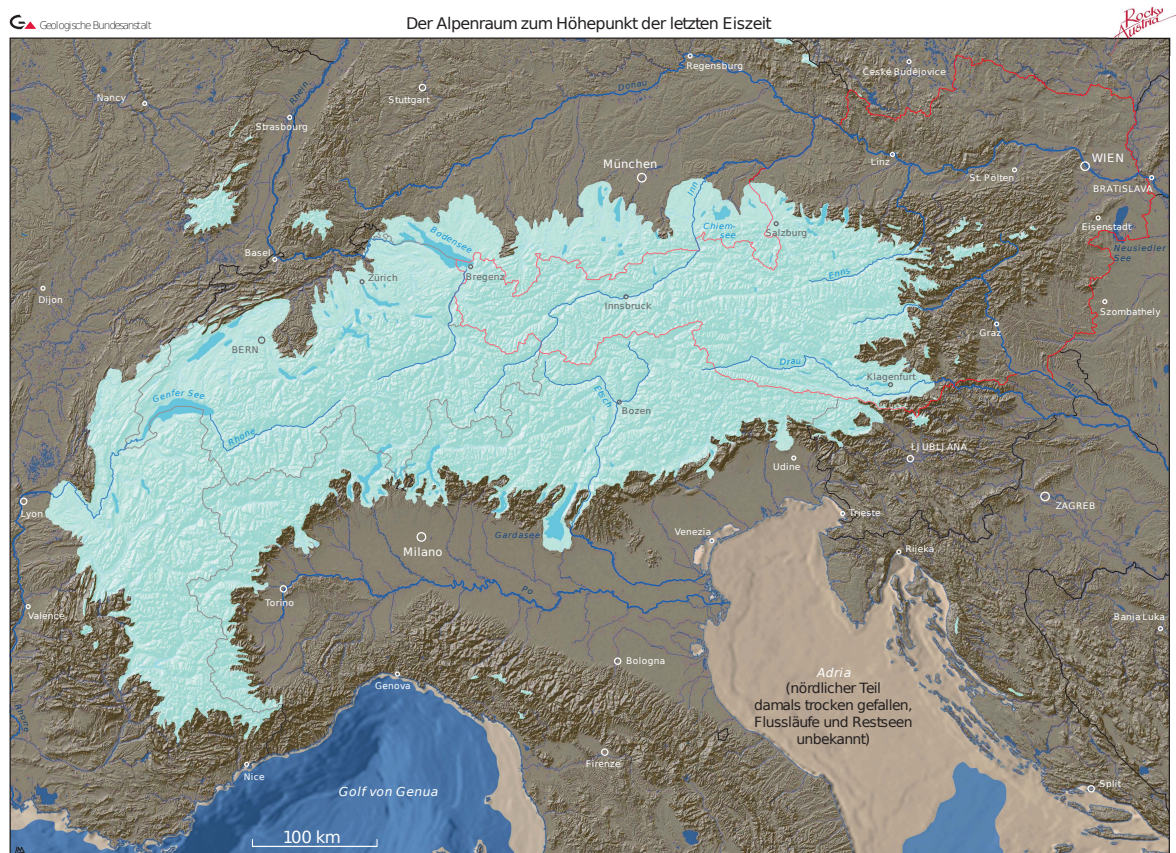 Geologische Bundesanstalt
Der Alpenraum zum Höhepunkt der letzten Eiszeit
Rocky
Austria
Regensburg
České Budějovice
Nancy
Stuttgart
Donau
Rhein
Strasbourg
München
Linz
WIEN
St. Pölten
BRATISLAVA
Inn
Chiem-
see
Salzburg
Eisenstadt
Neusiedler
See
Basel
Bodensee
Bregenz
Zürich
Enns
Innsbruck
Dijon
Szombathely
Graz
BERN
Drau
Klagenfurt
Mur
Genfer See
Etsch
Bozen
Rhône
LJUBLJANA
Udine
Lyon
ZAGREB
Trieste
Venezia
Gardasee
Milano
Rijeka
Torino
Po
Valence
Banja Luka
Bologna
Adria
(nördlicher Teil
damals trocken gefallen,
Flussläufe und Restseen
unbekannt)
Genova
Rhône
Firenze
Nice
Golf von Genua
Split
100 km